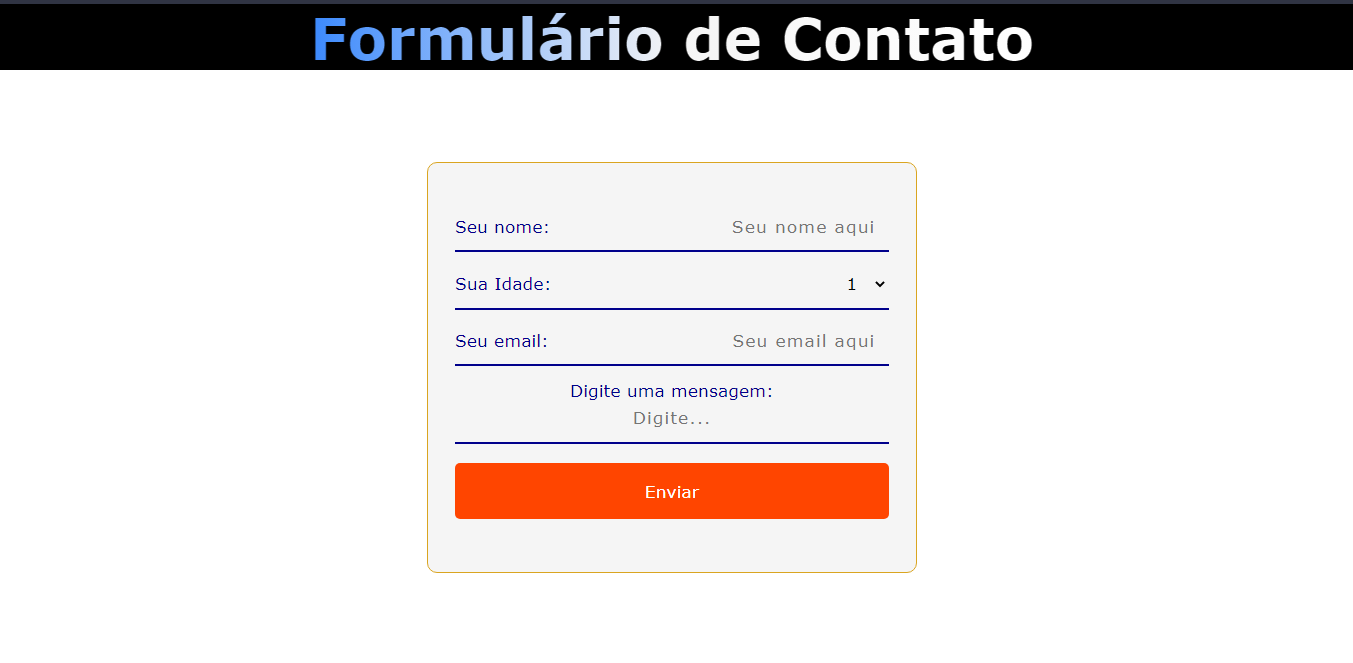 Formulário de Contato
Seu nome: Seu nome aqui
Sua Idade: 1
Seu email: Seu email aqui
Digite uma mensagem:
Digite...
Enviar